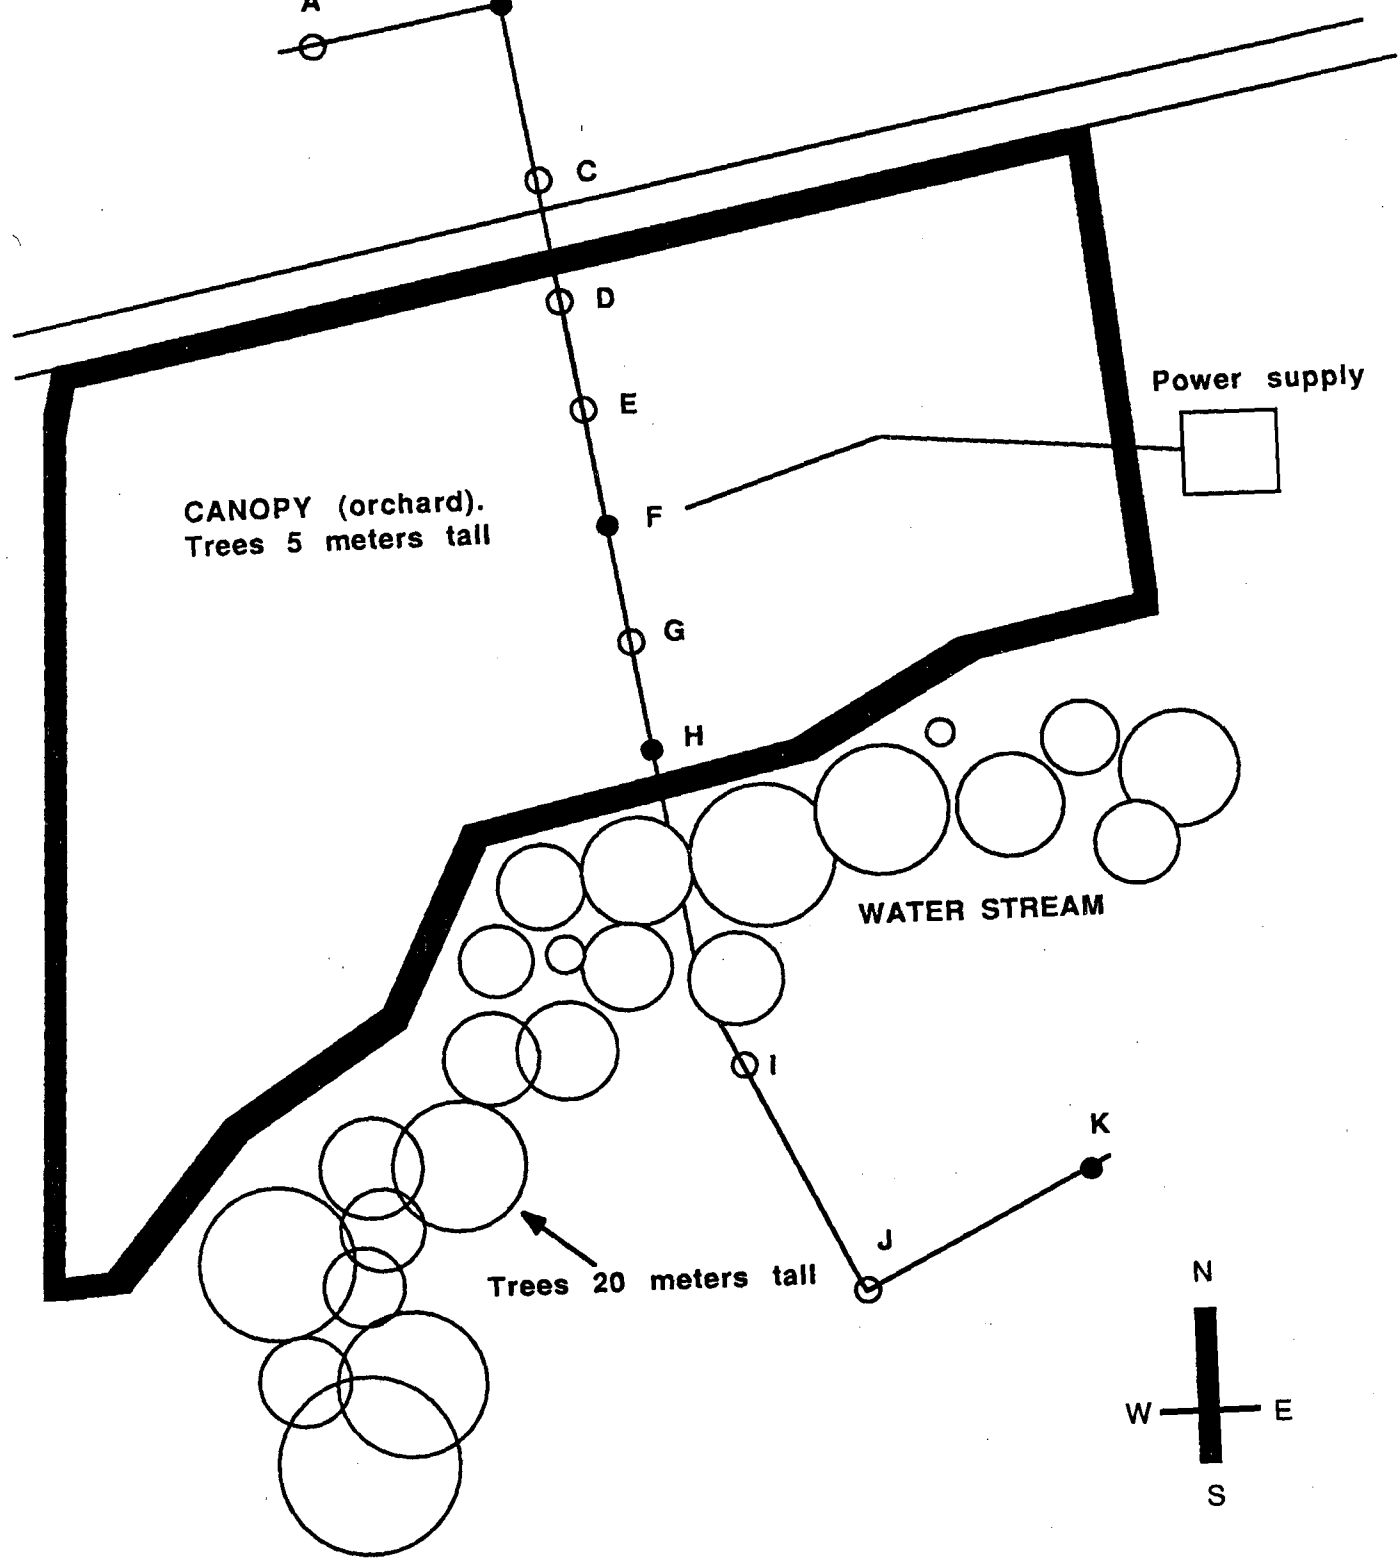 A
C
D
E
Power supply
CANOPY (orchard).
Trees 5 meters tall
F
G
H
WATER STREAM
I
K
J
Trees 20 meters tall
N
W E
S